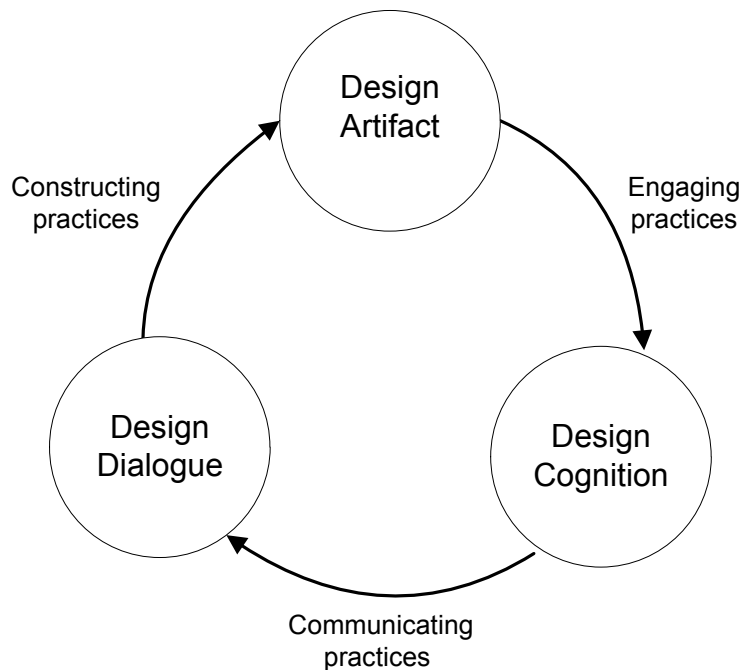 Design
Artifact
Constructing
practices
Engaging
practices
Design
Dialogue
Design
Cognition
Communicating
practices